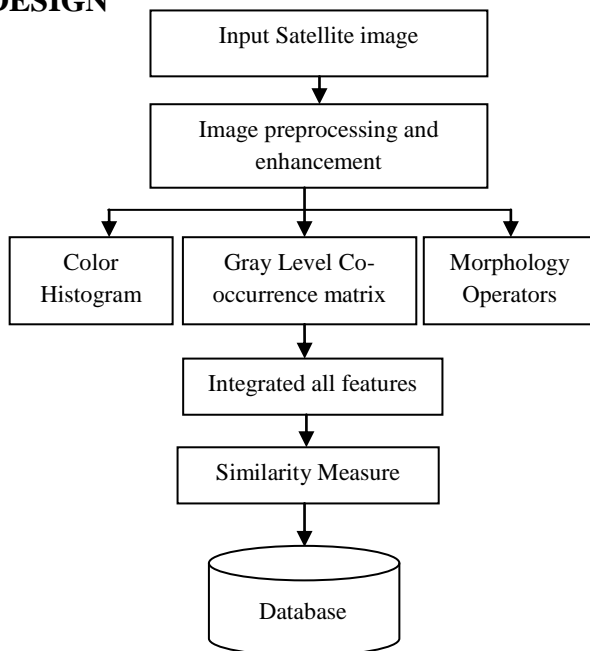 DESIGN
Input Satellite image
Image preprocessing and
enhancement
Color
Histogram
Gray Level Co-
occurrence matrix
Morphology
Operators
Integrated all features
Similarity Measure
Database